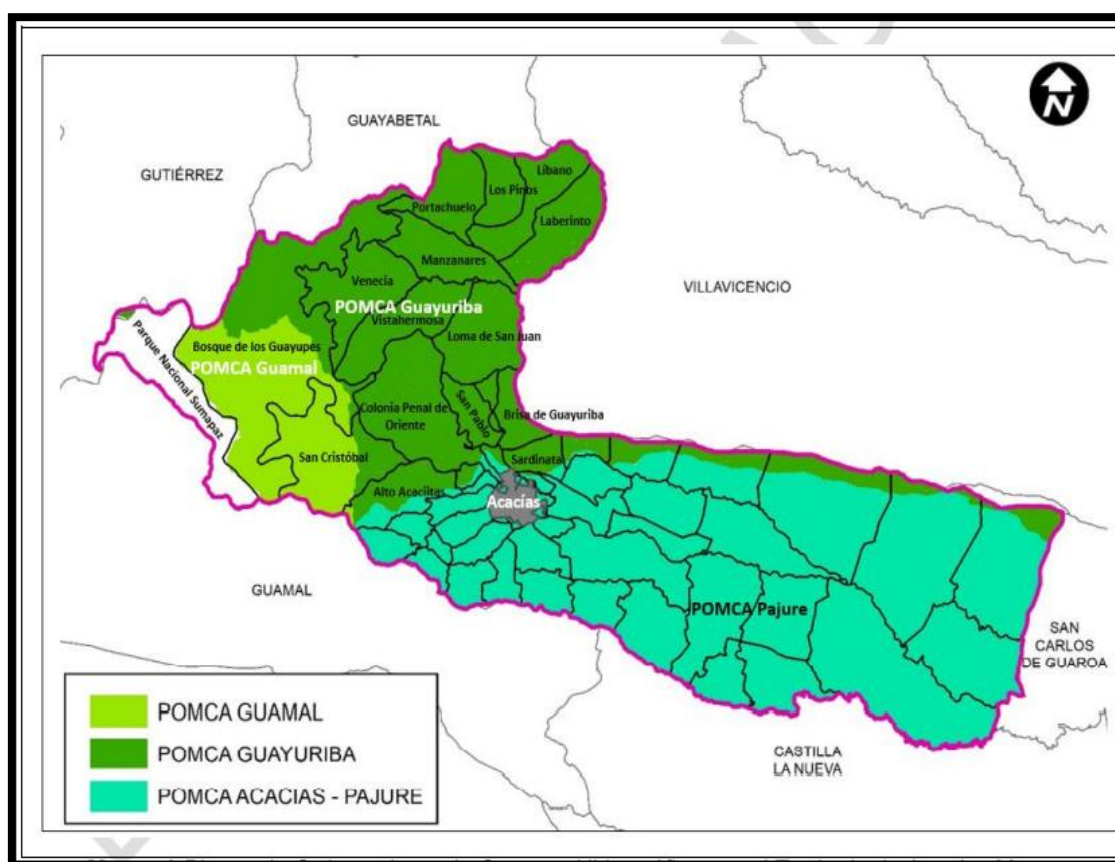 N
GUAYABETAL
GUTIÉRREZ
Líbano
Los Pinos
Portachuelo
Laberinto
Manzanares
Venecia
VILLAVICENCIO
POMCA Guayuriba
Vistahermosa
Loma de San Juan
Parque Nacional Sumapaz
Bosque de los Guayupes
POMCA Guamal
San Pablo
Colonia Penal de
Oriente
Brisa de Guayuriba
San Cristóbal
Sardinata
Alto Acaciitas
Acacías
GUAMAL
POMCA Pajure
SAN
CARLOS
DE GUAROA
CASTILLA
LA NUEVA
POMCA GUAMAL
POMCA GUAYURIBA
POMCA ACACIAS - PAJURE